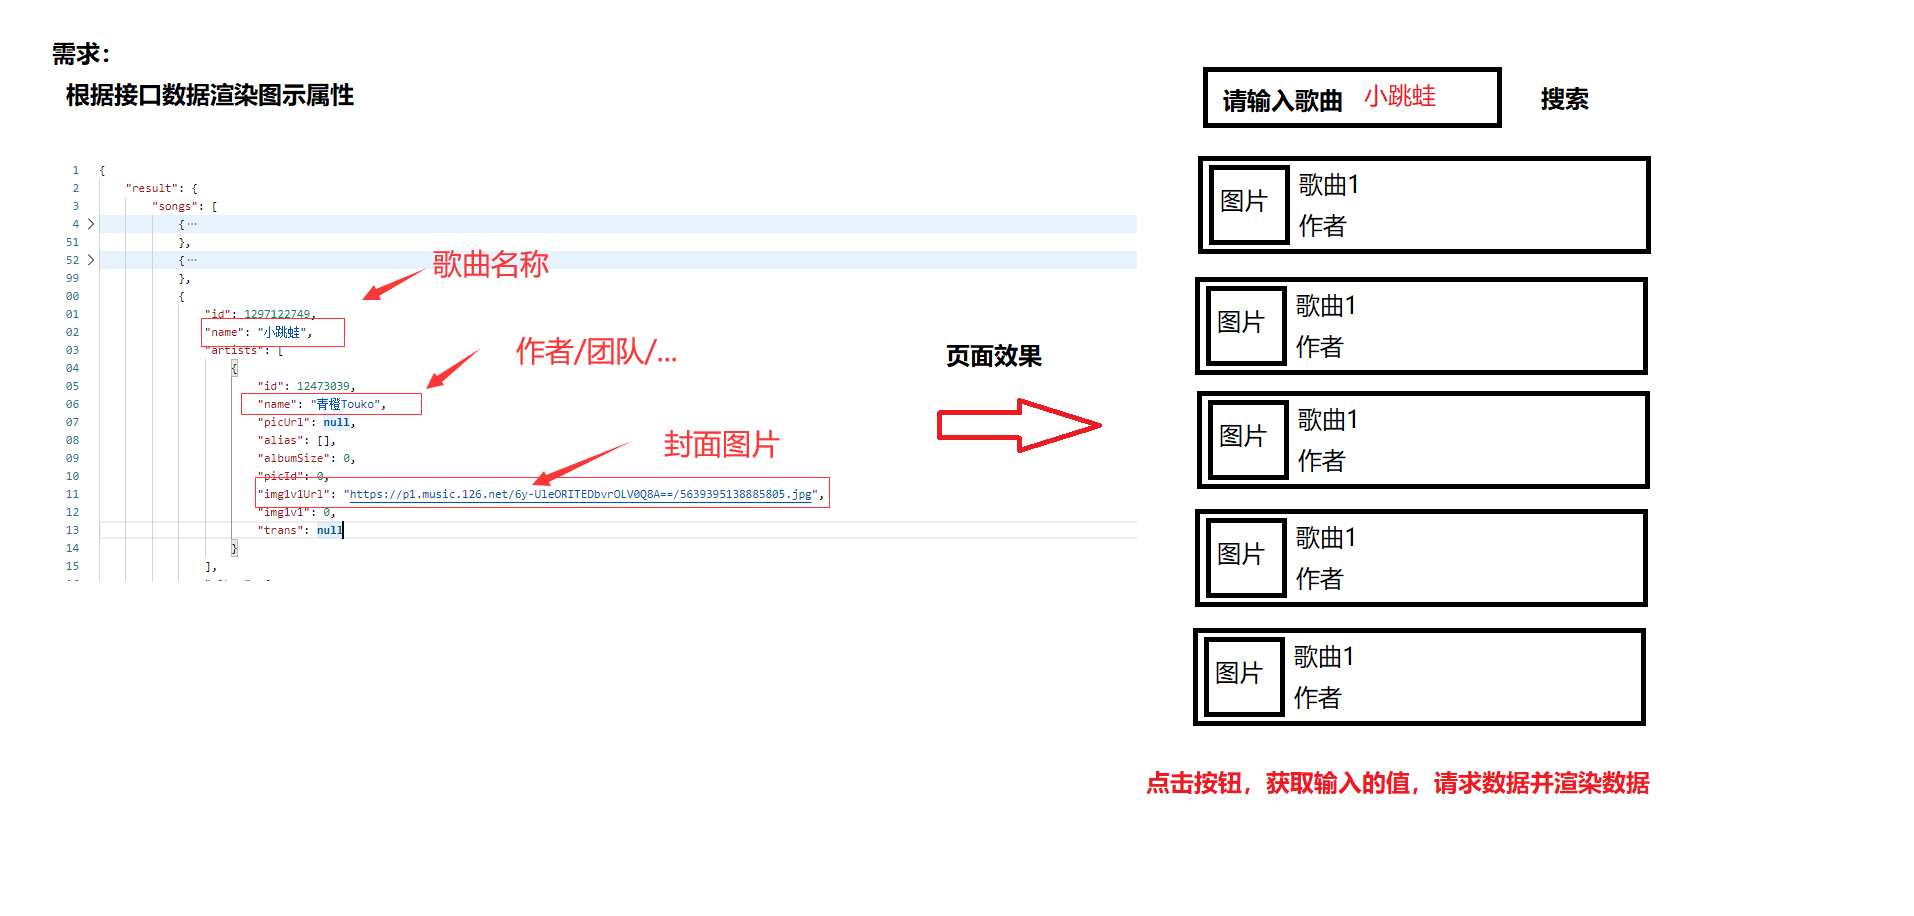 需求：
根据接口数据渲染图示属性
1 {
2 "result": {
3 "songs": [
4 {…
51 },
52 {…
99 },
00 {
01 "id": 1297122749,
02 "name": "小跳蛙",
03 "artists": [
04 {
05 "id": 12473039,
06 "name": "青橙Touko",
07 "picUrl": null,
08 "alias": [],
09 "albumSize": 0,
10 "picId": 0,
11 "img1v1Url": "https://p1.music.126.net/6y-UleORITEDbvrOLV0Q8A==/5639395138885805.jpg",
12 "img1v1": 0,
13 "trans": null
14 }
15 ],
歌曲名称
作者/团队/...
封面图片
页面效果
请输入歌曲 小跳蛙
搜索
图片
歌曲1
作者
图片
歌曲1
作者
图片
歌曲1
作者
图片
歌曲1
作者
图片
歌曲1
作者
点击按钮，获取输入的值，请求数据并渲染数据